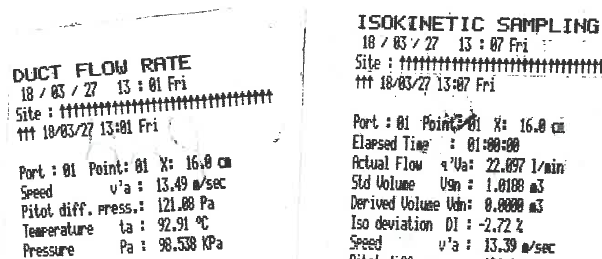 DUCT FLOW RATE
18 / 03 / 27 13 : 01 Fri
Site : ††††††††††††††††††††††††††††††
††† 18/03/27 13:01 Fri
Port : 01 Point: 01 X: 16.0 cm
Speed v'a : 13.49 m/sec
Pitot diff. press.: 121.08 Pa
Temperature ta : 92.91 ºC
Pressure Pa : 98.538 KPa
ISOKINETIC SAMPLING
18 / 03 / 27 13 : 07 Fri
Site : ††††††††††††††††††††††††††††††
††† 18/03/27 13:07 Fri
Port : 01 Point: 01 X: 16.0 cm
Elapsed Time : 01:00:00
Actual Flow q'Va: 22.097 l/min
Std Volume Vgn : 1.0188 m3
Derived Volume Vdn: 0.0000 m3
Iso deviation DI : -2.72 %
Speed v'a : 13.39 m/sec